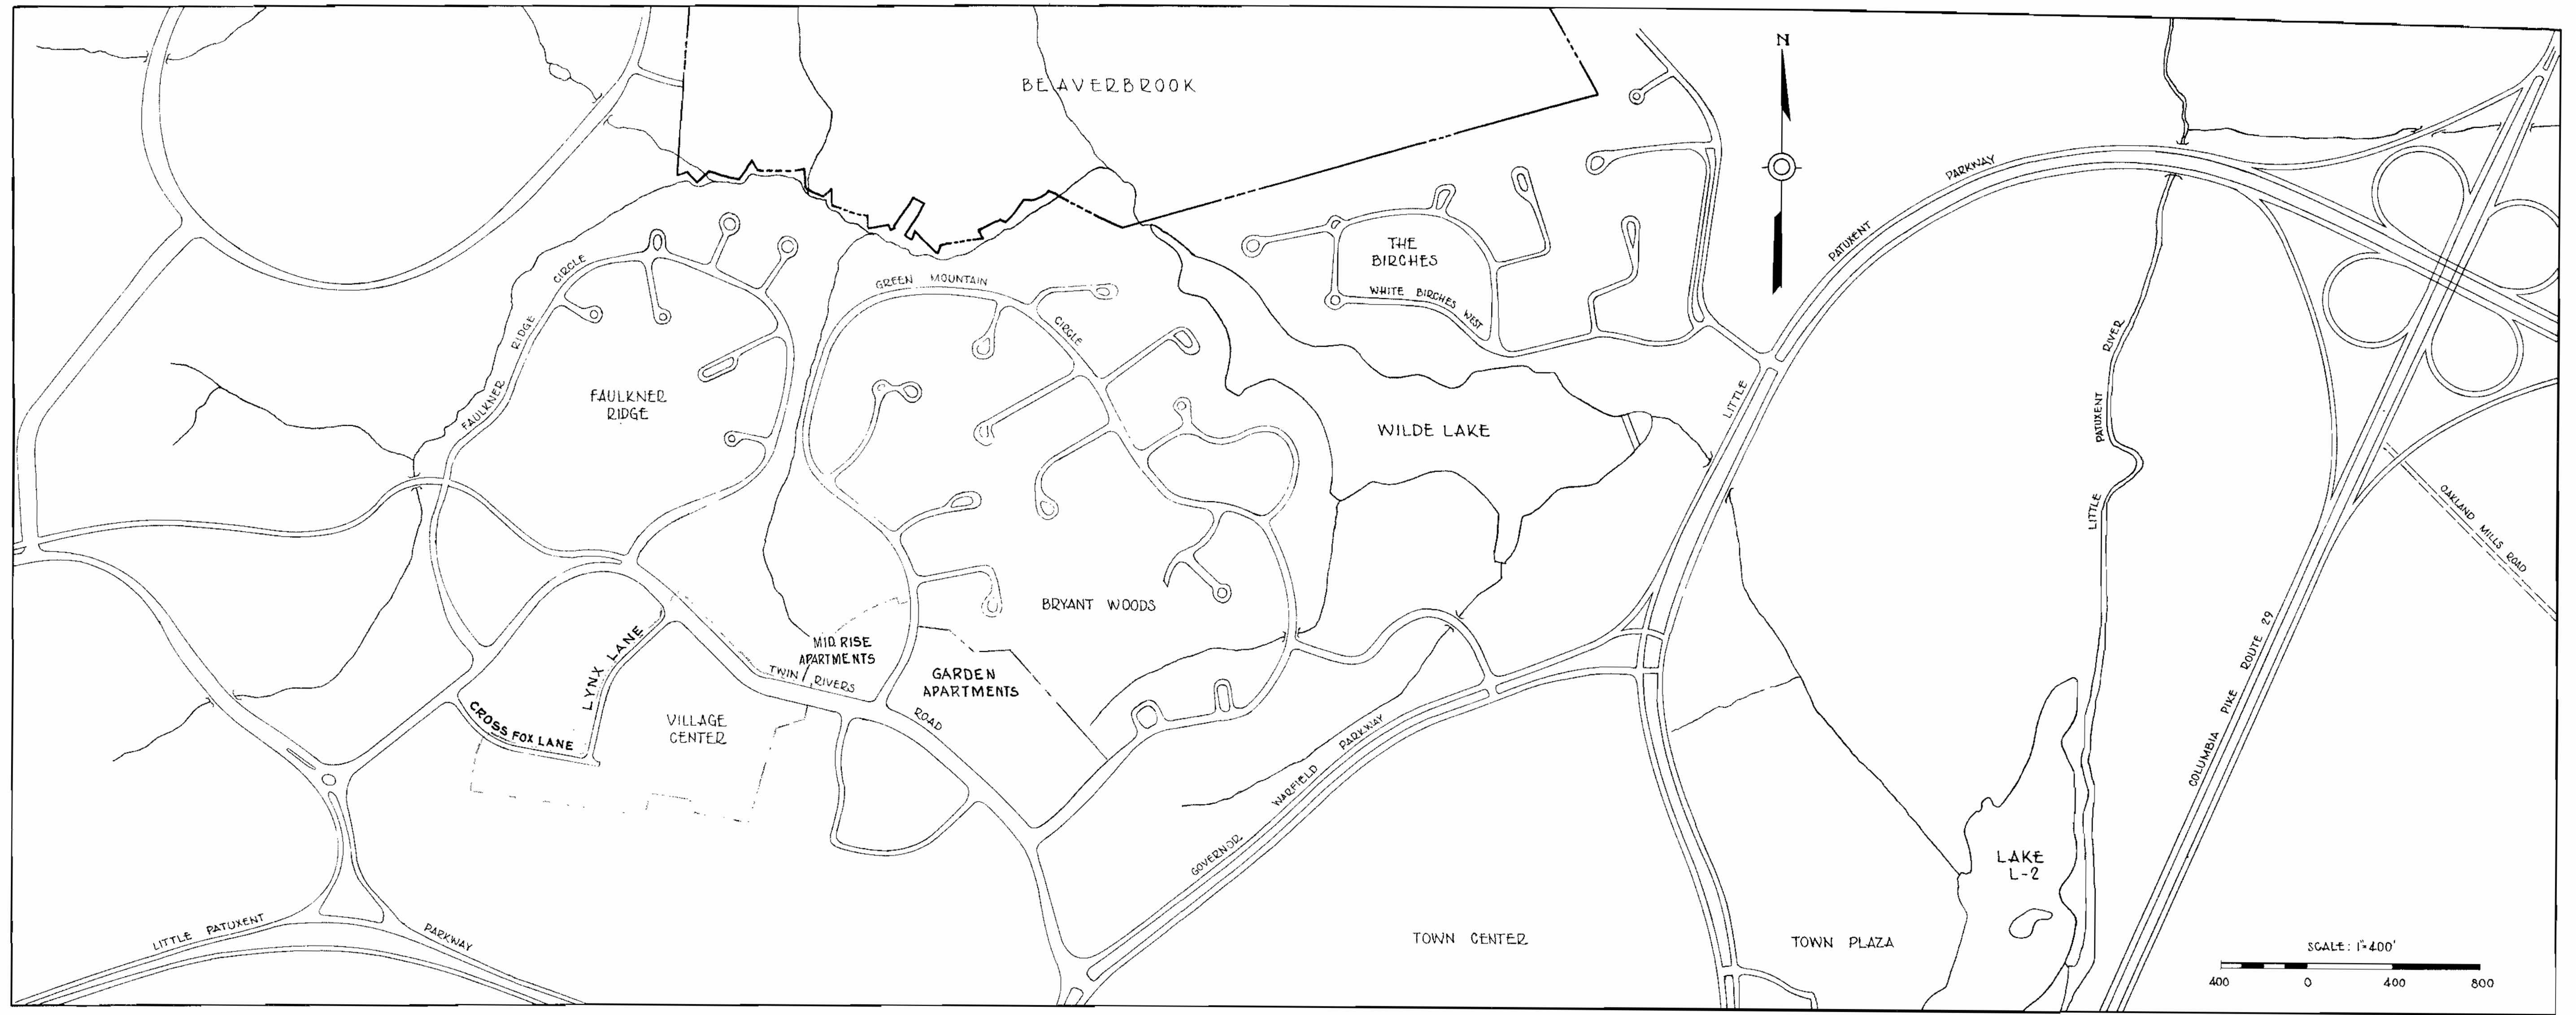 BEAVERBROOK
N
PARKWAY
PATUXENT
LITTLE
THE
BIRCHES
WHITE BIRCHES WEST
FAULKNER RIDGE CIRCLE
FAULKNER
RIDGE
GREEN MOUNTAIN
CIRCLE
WILDE LAKE
LITTLE PATUXENT RIVER
OAKLAND MILLS ROAD
BRYANT WOODS
MID RISE
APARTMENTS
TWIN RIVERS
ROAD
GARDEN
APARTMENTS
LYNX LANE
CROSS FOX LANE
VILLAGE
CENTER
GOVERNOR WARFIELD PARKWAY
COLUMBIA PIKE ROUTE 29
LAKE
L-2
LITTLE PATUXENT
PARKWAY
TOWN CENTER
TOWN PLAZA
SCALE: 1"=400'
400 0 400 800